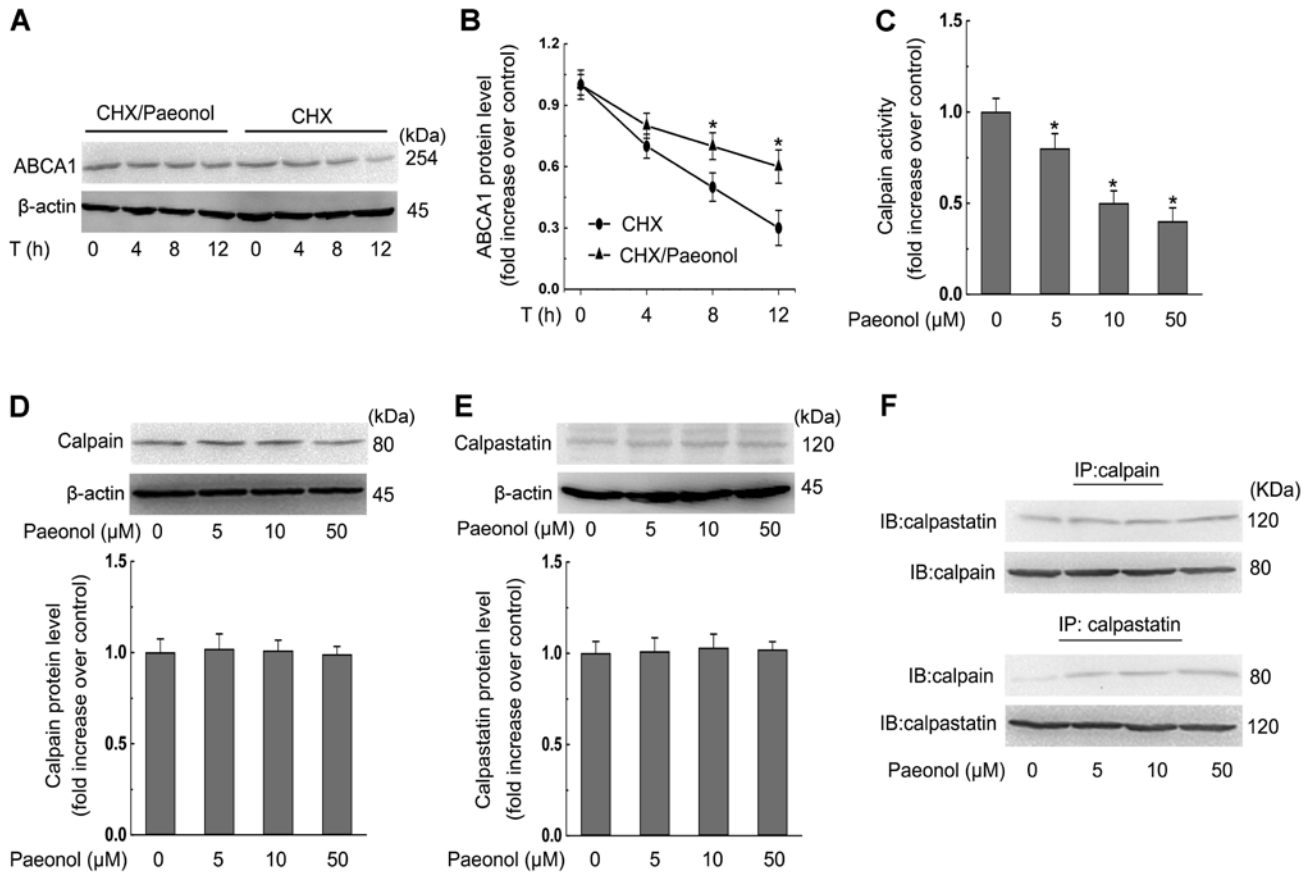 A
CHX/Paeonol
CHX
(kDa)
ABCA1
254
β-actin
45
T (h)
0 4 8 12 0 4 8 12
B
ABCA1 protein level
(fold increase over control)
1.2
0.9
0.6
0.3
0.0
*
*
CHX
CHX/Paeonol
T (h)
0 4 8 12
C
Calpain activity
(fold increase over control)
1.5
1.0
0.5
0.0
*
*
*
Paeonol (μM)
0 5 10 50
D
(kDa)
Calpain
80
β-actin
45
Paeonol (μM) 0 5 10 50
Calpain protein level
(fold increase over control)
1.5
1.0
0.5
0.0
Paeonol (μM) 0 5 10 50
E
(kDa)
Calpastatin
120
β-actin
45
Paeonol (μM) 0 5 10 50
Calpastatin protein level
(fold increase over control)
1.5
1.0
0.5
0.0
Paeonol (μM) 0 5 10 50
F
IP:calpain
(KDa)
IB:calpastatin
120
IB:calpain
80
IP: calpastatin
IB:calpain
80
IB:calpastatin
120
Paeonol (μM) 0 5 10 50